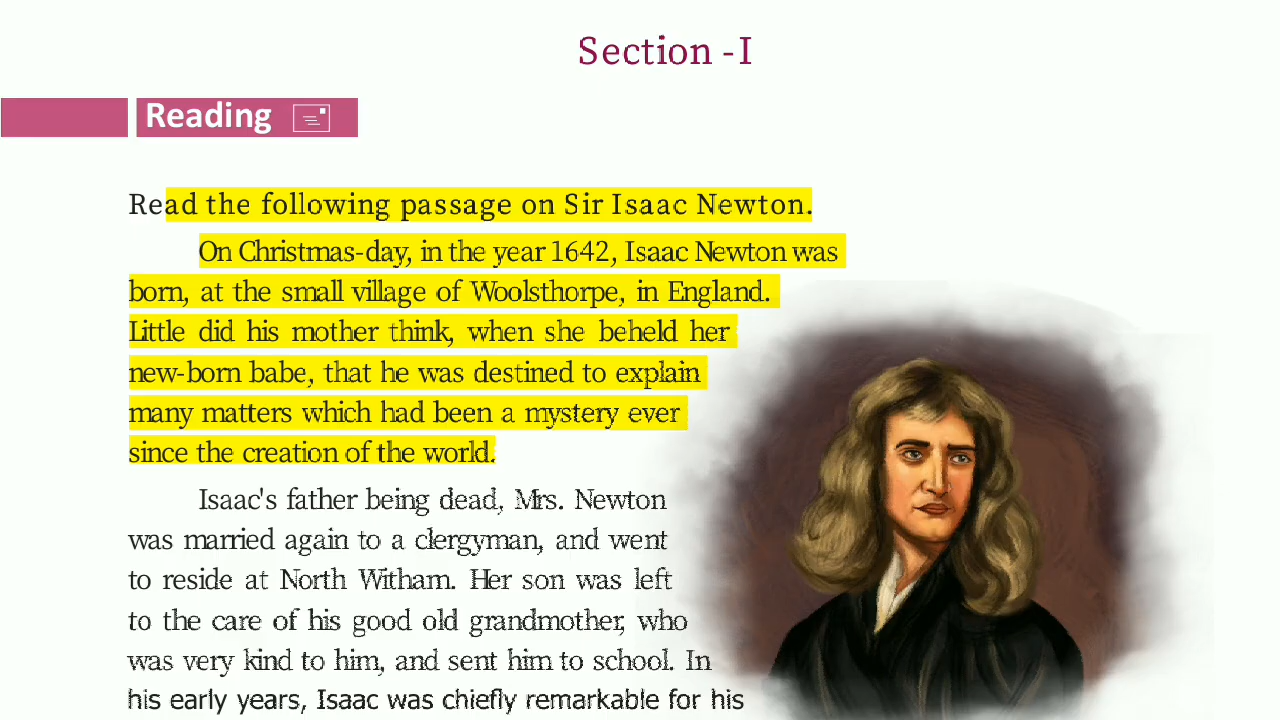 Section -I
Reading
Read the following passage on Sir Isaac Newton.
On Christmas-day, in the year 1642, Isaac Newton was
born, at the small village of Woolsthorpe, in England.
Little did his mother think, when she beheld her
new-born babe, that he was destined to explain
many matters which had been a mystery ever
since the creation of the world.
Isaac's father being dead, Mrs. Newton
was married again to a clergyman, and went
to reside at North Witham. Her son was left
to the care of his good old grandmother, who
was very kind to him, and sent him to school. In
his early years, Isaac was chiefly remarkable for his